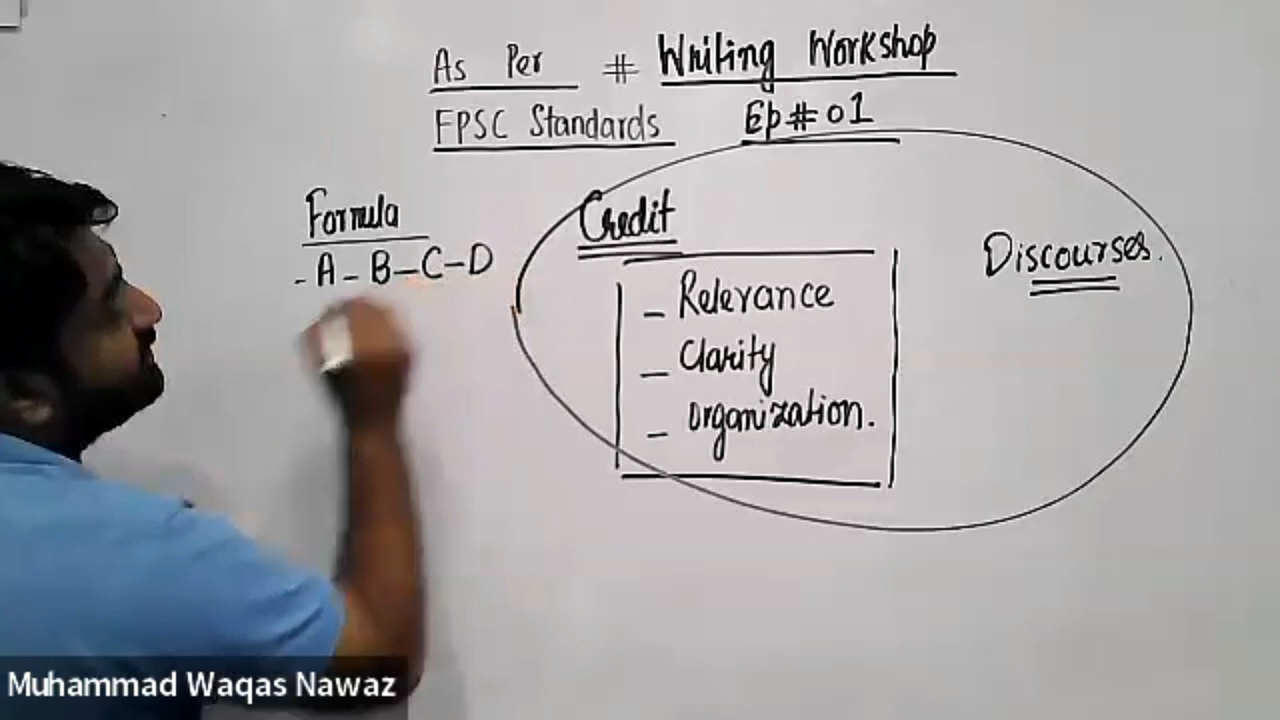 As Per # Writing Workshop
FPSC Standards Ep#01
Formula
- A - B - C - D
Credit
- Relevance
- Clarity
- organization.
Discourses.
Muhammad Waqas Nawaz